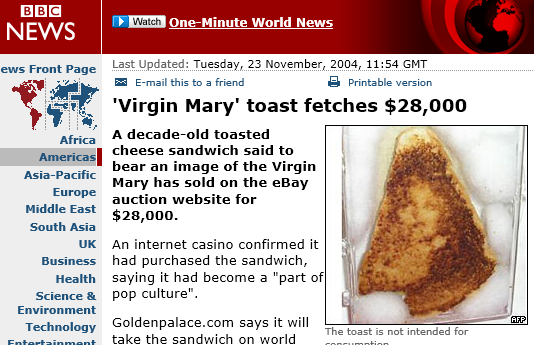 BBC
NEWS
Watch One-Minute World News
Last Updated: Tuesday, 23 November, 2004, 11:54 GMT
E-mail this to a friend
Printable version
ews Front Page
Africa
Americas
Asia-Pacific
Europe
Middle East
South Asia
UK
Business
Health
Science &
Environment
Technology
Entertainment
'Virgin Mary' toast fetches $28,000
A decade-old toasted
cheese sandwich said to
bear an image of the Virgin
Mary has sold on the eBay
auction website for
$28,000.
An internet casino confirmed it
had purchased the sandwich,
saying it had become a "part of
pop culture".
Goldenpalace.com says it will
take the sandwich on world
AFP
The toast is not intended for
consumption